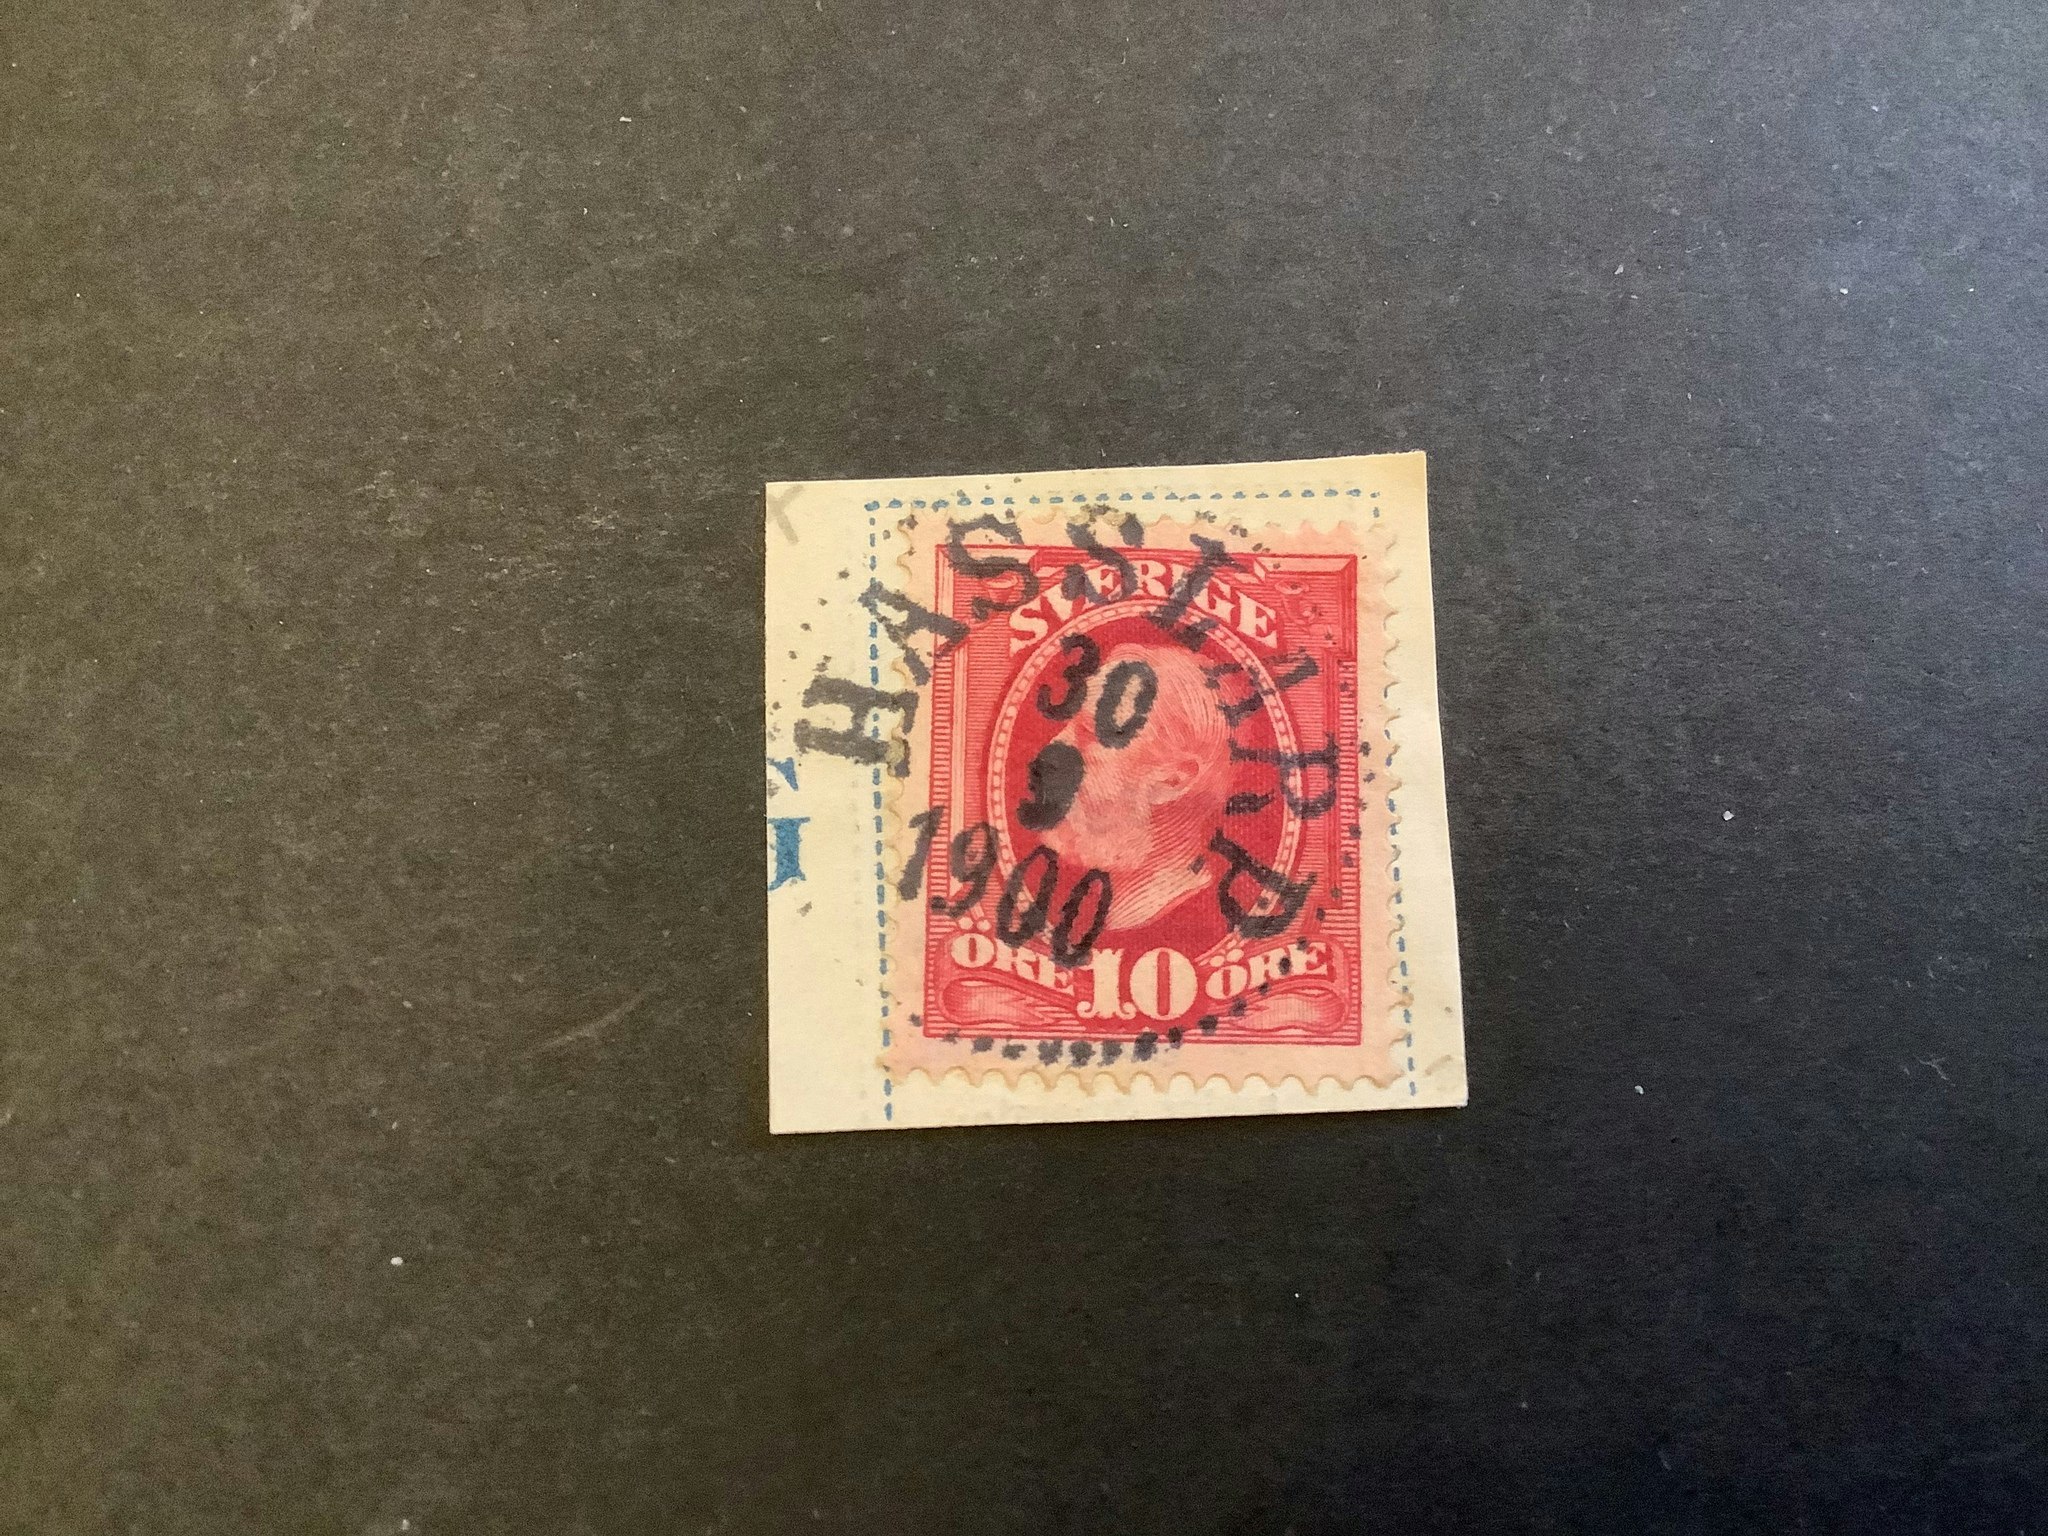 HASSLARP
SVERIGE
30
9
1900
ÖRE 10 ÖRE